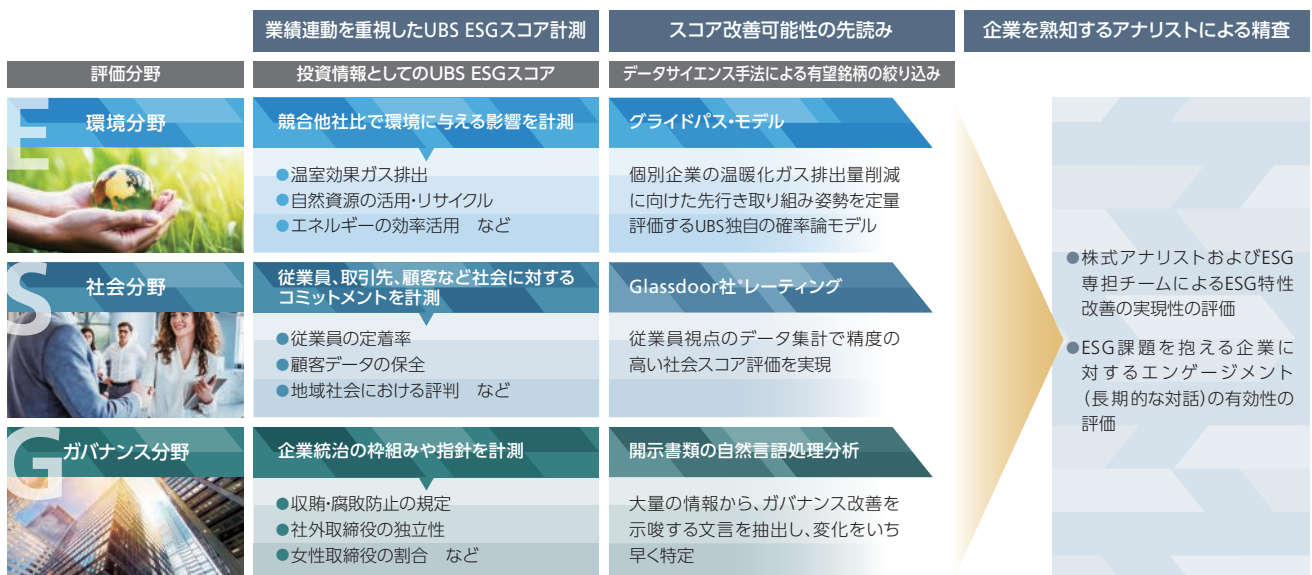 業績連動を重視したUBS ESGスコア計測
スコア改善可能性の先読み
企業を熟知するアナリストによる精査
評価分野
投資情報としてのUBS ESGスコア
データサイエンス手法による有望銘柄の絞り込み
E
環境分野
競合他社比で環境に与える影響を計測
●温室効果ガス排出
●自然資源の活用・リサイクル
●エネルギーの効率活用 など
グライドパス・モデル
個別企業の温暖化ガス排出量削減
に向けた先行き取り組み姿勢を定量
評価するUBS独自の確率論モデル
S
社会分野
従業員、取引先、顧客など社会に対する
コミットメントを計測
●従業員の定着率
●顧客データの保全
●地域社会における評判 など
Glassdoor社*レーティング
従業員視点のデータ集計で精度の
高い社会スコア評価を実現
G
ガバナンス分野
企業統治の枠組みや指針を計測
●収賄・腐敗防止の規定
●社外取締役の独立性
●女性取締役の割合 など
開示書類の自然言語処理分析
大量の情報から、ガバナンス改善を
示唆する文言を抽出し、変化をいち
早く特定
●株式アナリストおよびESG
専担チームによるESG特性
改善の実現性の評価
●ESG課題を抱える企業に
対するエンゲージメント
(長期的な対話)の有効性の
評価